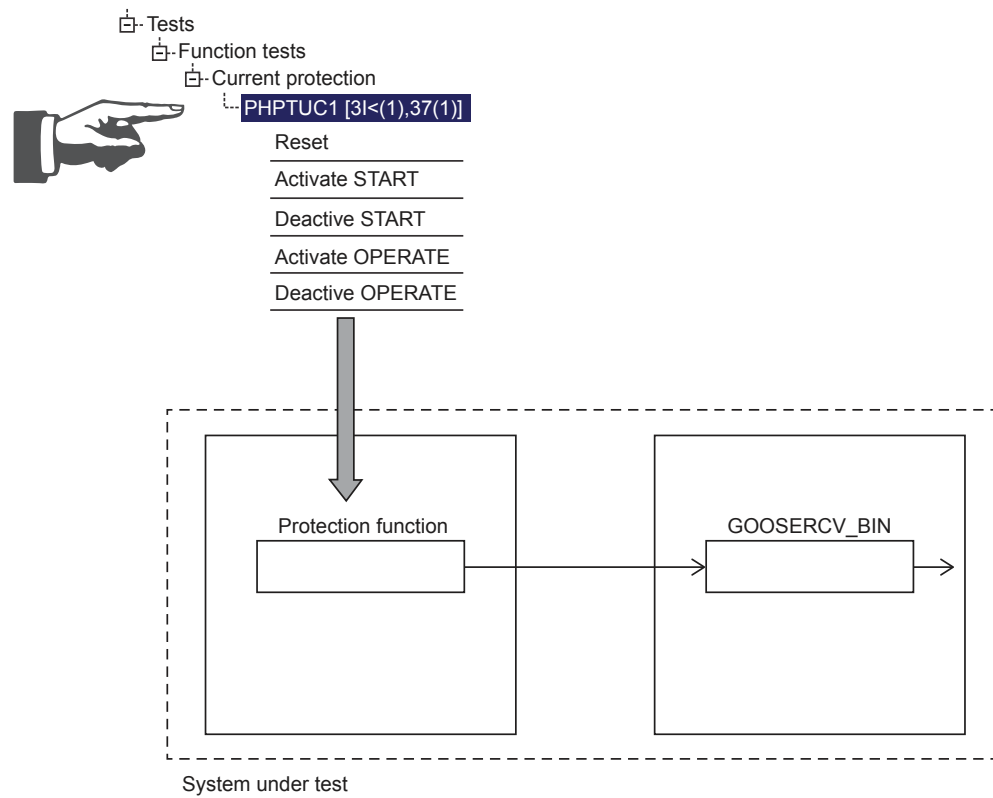 Tests
Function tests
Current protection
PHPTUC1 [3I<(1),37(1)]
Reset
Activate START
Deactive START
Activate OPERATE
Deactive OPERATE
Protection function
GOOSERCV_BIN
System under test